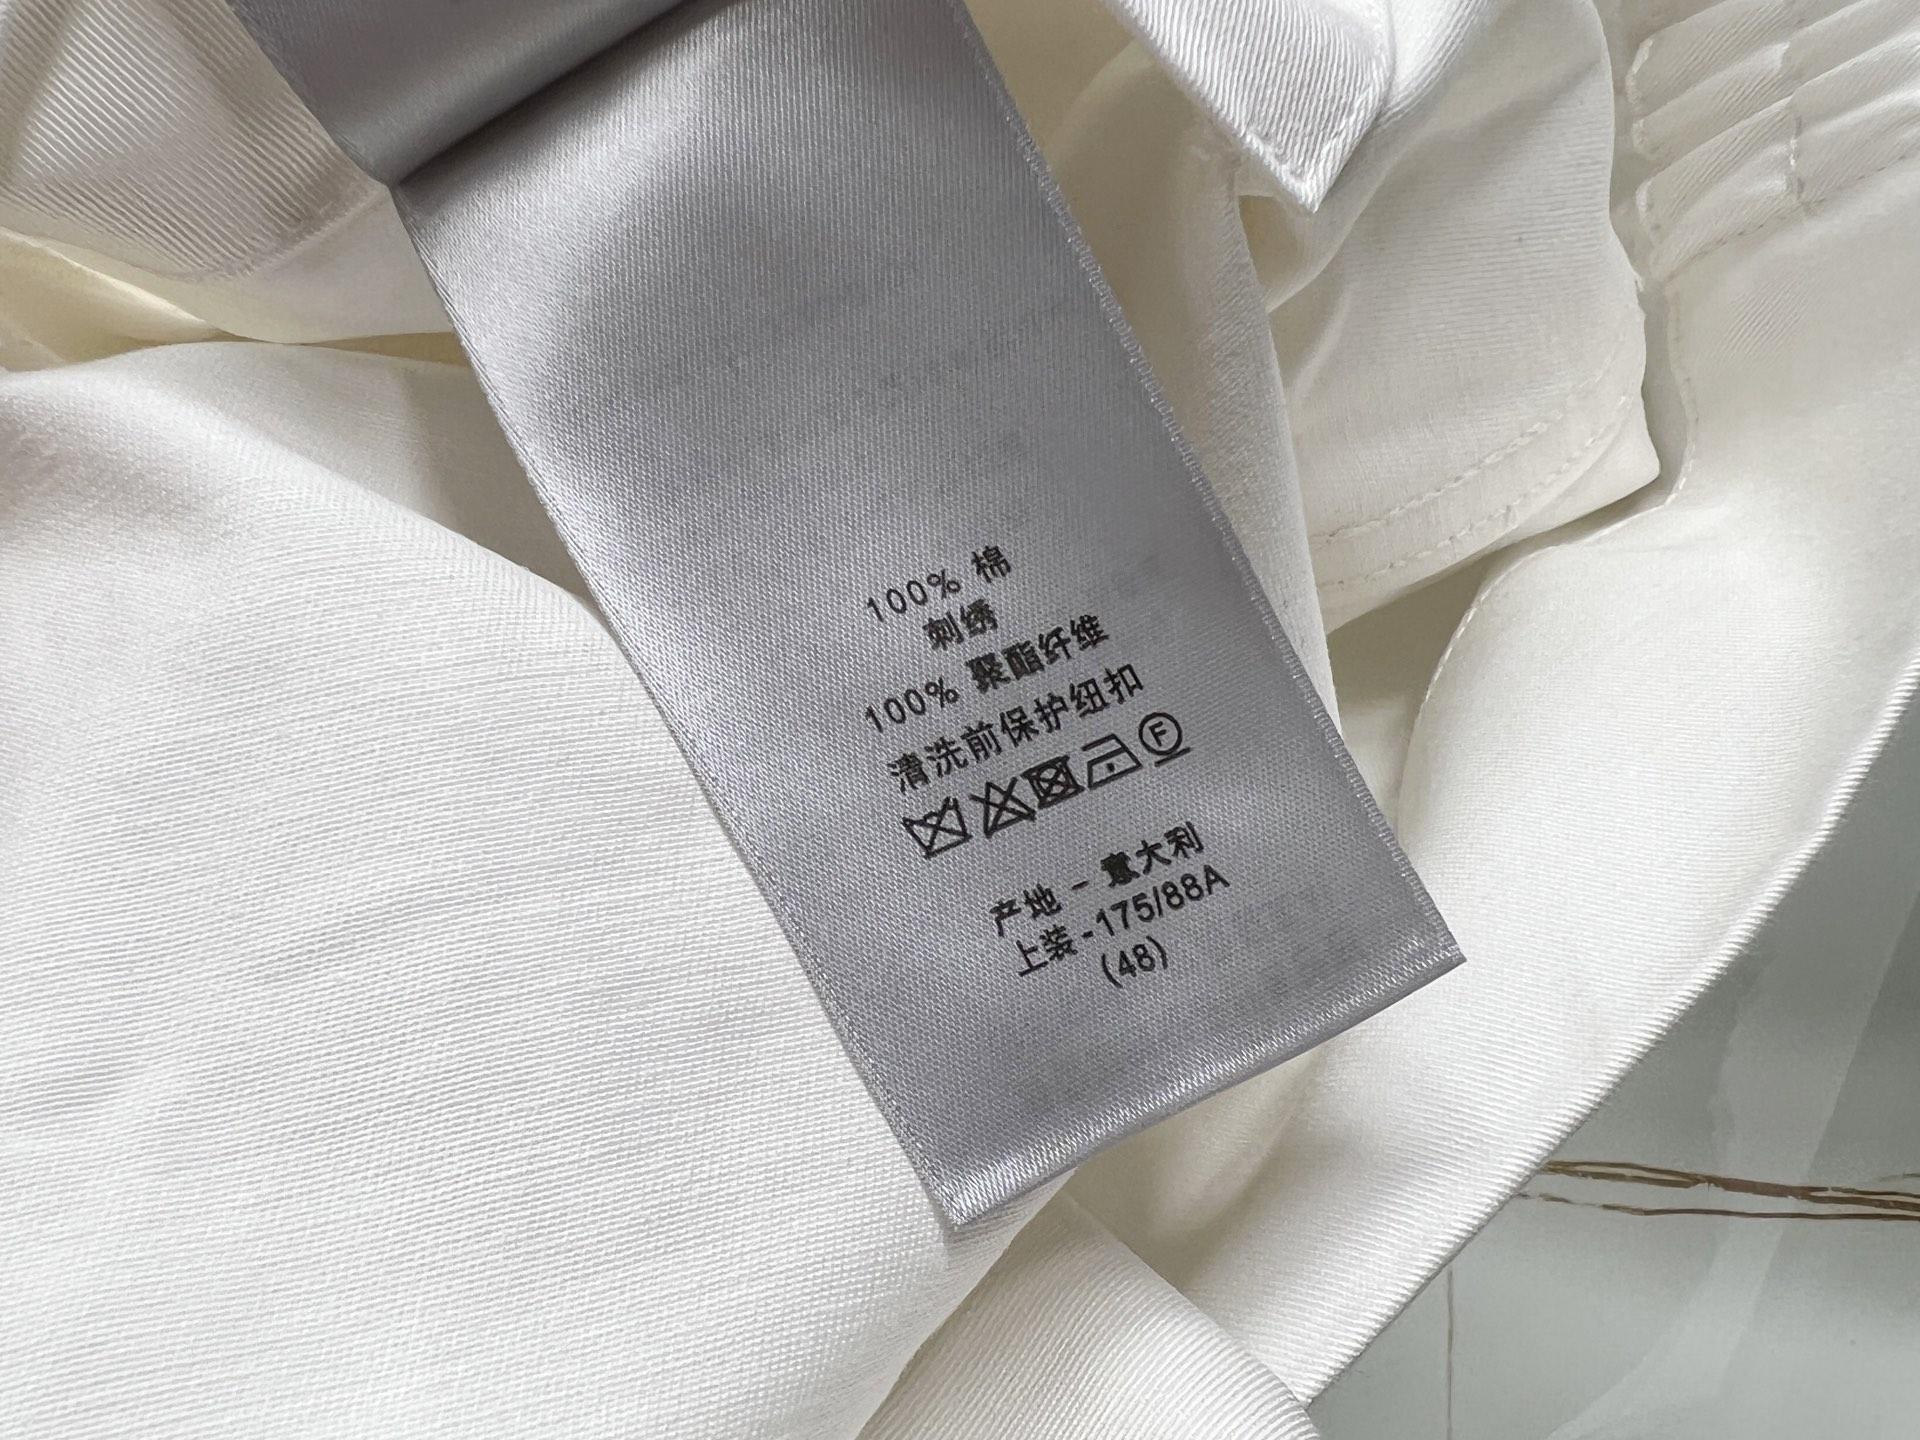 100% 棉
刺绣
100% 聚酯纤维
清洗前保护纽扣
F
产地 - 意大利
上装 - 175/88A
(48)